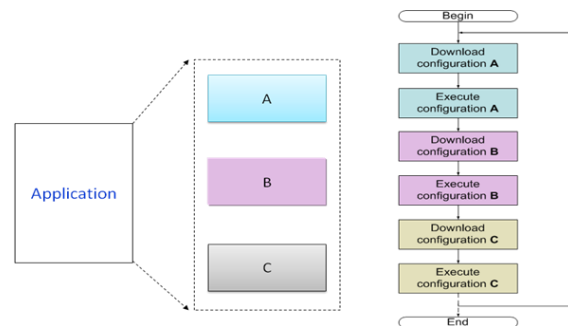 Application
A
B
C
Begin
Download
configuration A
Execute
configuration A
Download
configuration B
Execute
configuration B
Download
configuration C
Execute
configuration C
End